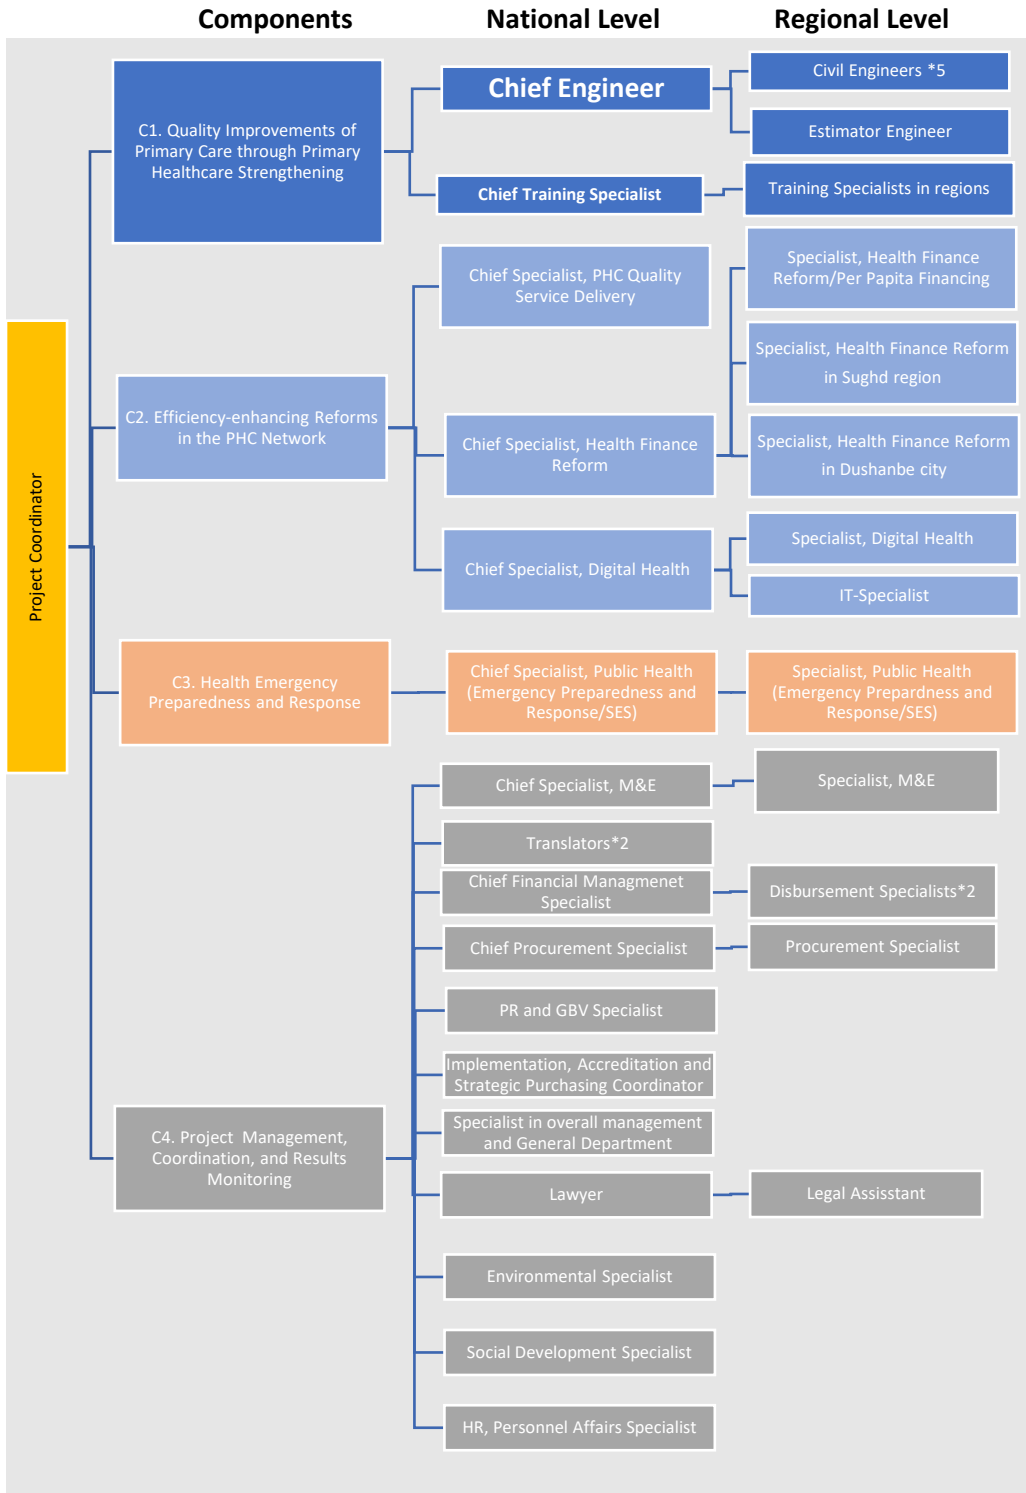 Components
National Level
Regional Level
Project Coordinator
C1. Quality Improvements of
Primary Care through Primary
Healthcare Strengthening
Chief Engineer
Civil Engineers *5
Estimator Engineer
Chief Training Specialist
Training Specialists in regions
C2. Efficiency-enhancing Reforms
in the PHC Network
Chief Specialist, PHC Quality
Service Delivery
Chief Specialist, Health Finance
Reform
Specialist, Health Finance
Reform/Per Papita Financing
Specialist, Health Finance Reform
in Sughd region
Specialist, Health Finance Reform
in Dushanbe city
Chief Specialist, Digital Health
Specialist, Digital Health
IT-Specialist
C3. Health Emergency
Preparedness and Response
Chief Specialist, Public Health
(Emergency Preparedness and
Response/SES)
Specialist, Public Health
(Emergency Prepardness and
Response/SES)
C4. Project Management,
Coordination, and Results
Monitoring
Chief Specialist, M&E
Specialist, M&E
Translators*2
Chief Financial Managmenet
Specialist
Disbursement Specialists*2
Chief Procurement Specialist
Procurement Specialist
PR and GBV Specialist
Implementation, Accreditation and
Strategic Purchasing Coordinator
Specialist in overall management
and General Department
Lawyer
Legal Assisstant
Environmental Specialist
Social Development Specialist
HR, Personnel Affairs Specialist